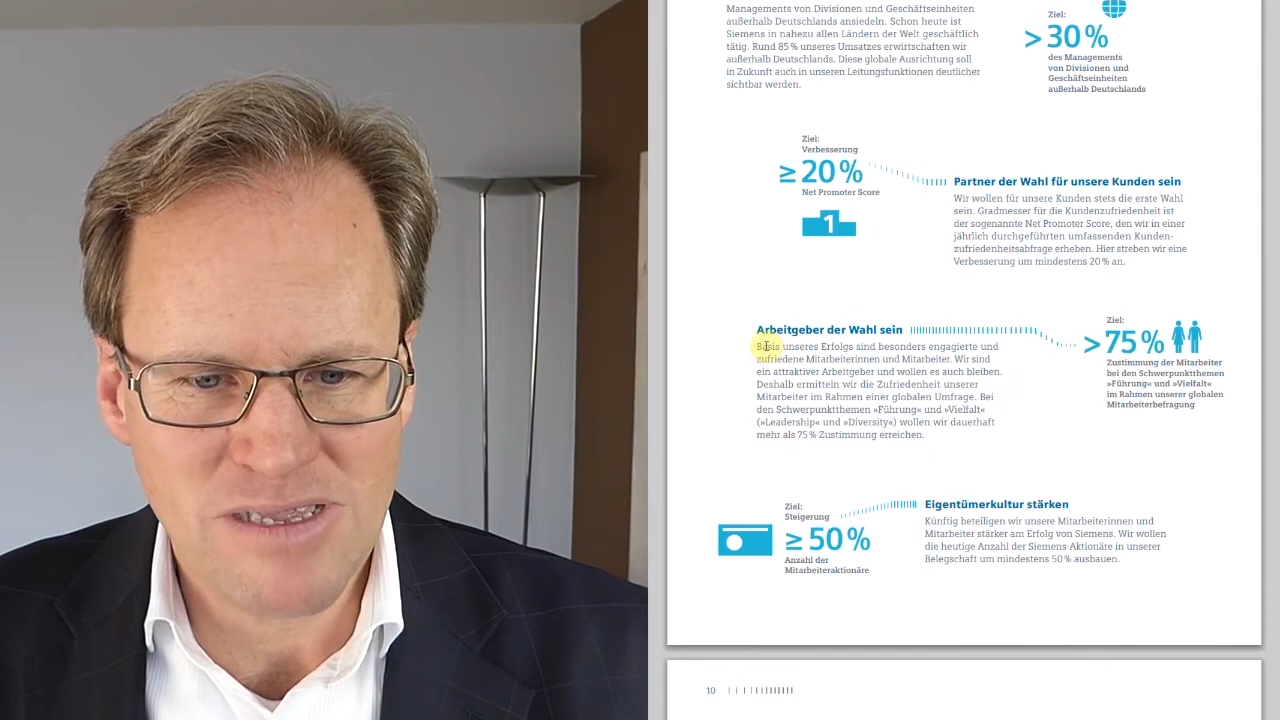 Managements von Divisionen und Geschäftseinheiten
außerhalb Deutschlands ansiedeln. Schon heute ist
Siemens in nahezu allen Ländern der Welt geschäftlich
tätig. Rund 85 % unseres Umsatzes erwirtschaften wir
außerhalb Deutschlands. Diese globale Ausrichtung soll
in Zukunft auch in unseren Leitungsfunktionen deutlicher
sichtbar werden.
Ziel:
> 30 %
des Managements
von Divisionen und
Geschäftseinheiten
außerhalb Deutschlands
Ziel:
Verbesserung
≥ 20 %
Net Promoter Score
1
Partner der Wahl für unsere Kunden sein
Wir wollen für unsere Kunden stets die erste Wahl
sein. Gradmesser für die Kundenzufriedenheit ist
der sogenannte Net Promoter Score, den wir in einer
jährlich durchgeführten umfassenden Kunden-
zufriedenheitsabfrage erheben. Hier streben wir eine
Verbesserung um mindestens 20 % an.
Arbeitgeber der Wahl sein
Basis unseres Erfolgs sind besonders engagierte und
zufriedene Mitarbeiterinnen und Mitarbeiter. Wir sind
ein attraktiver Arbeitgeber und wollen es auch bleiben.
Deshalb ermitteln wir die Zufriedenheit unserer
Mitarbeiter im Rahmen einer globalen Umfrage. Bei
den Schwerpunktthemen »Führung« und »Vielfalt«
(»Leadership« und »Diversity«) wollen wir dauerhaft
mehr als 75 % Zustimmung erreichen.
Ziel:
> 75 %
Zustimmung der Mitarbeiter
bei den Schwerpunktthemen
»Führung« und »Vielfalt«
im Rahmen unserer globalen
Mitarbeiterbefragung
Ziel:
Steigerung
≥ 50 %
Anzahl der
Mitarbeiteraktionäre
Eigentümerkultur stärken
Künftig beteiligen wir unsere Mitarbeiterinnen und
Mitarbeiter stärker am Erfolg von Siemens. Wir wollen
die heutige Anzahl der Siemens-Aktionäre in unserer
Belegschaft um mindestens 50 % ausbauen.
10